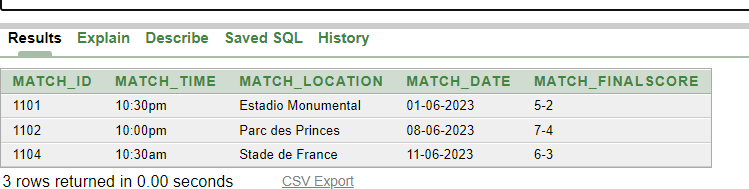 Results Explain Describe Saved SQL History
MATCH_ID MATCH_TIME MATCH_LOCATION MATCH_DATE MATCH_FINALSCORE
1101 10:30pm Estadio Monumental 01-06-2023 5-2
1102 10:00pm Parc des Princes 08-06-2023 7-4
1104 10:30am Stade de France 11-06-2023 6-3
3 rows returned in 0.00 seconds CSV Export